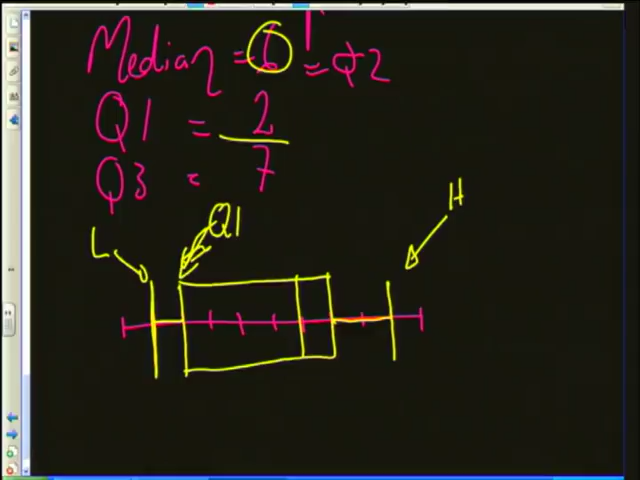 Median = 6 = Q2
Q1 = 2
Q3 = 7
Q1
L
H